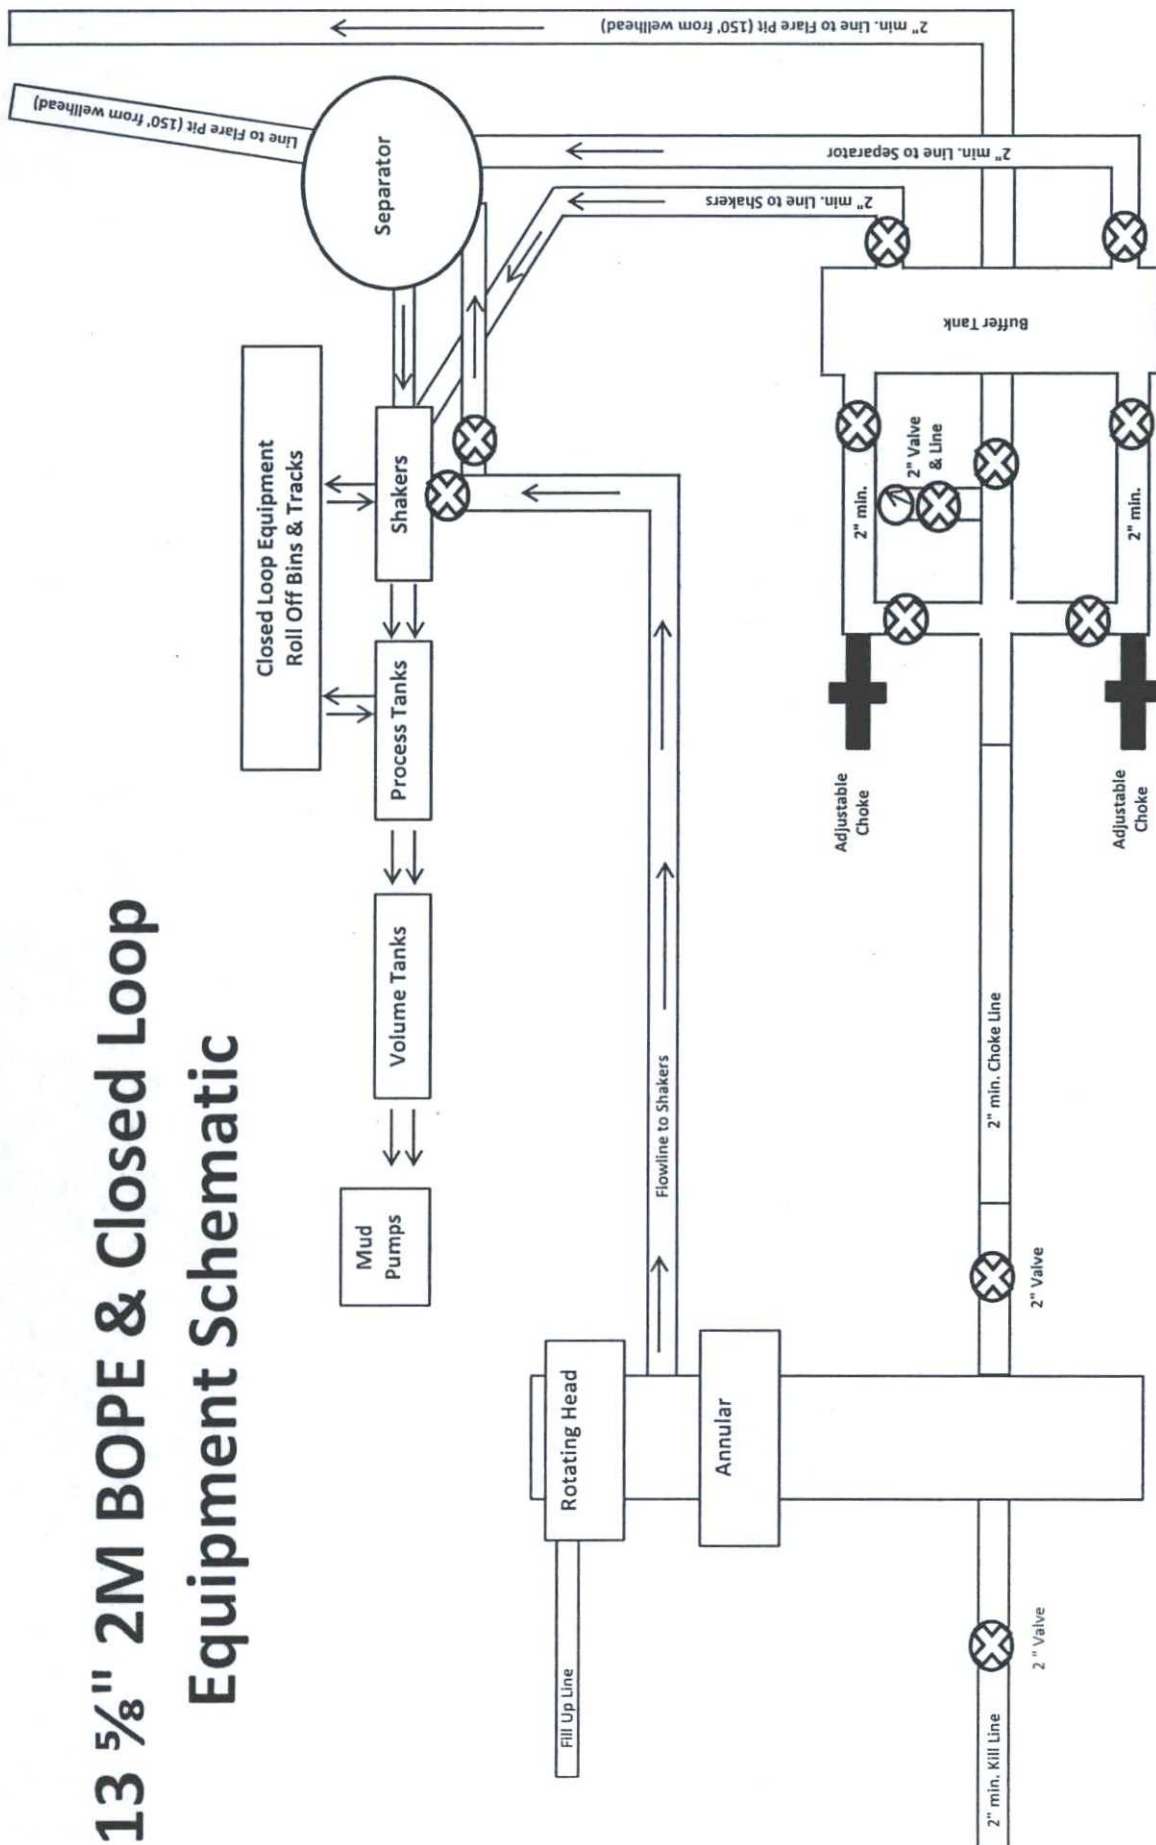 13 ⅝" 2M BOPE & Closed Loop
Equipment Schematic
Closed Loop Equipment
Roll Off Bins & Tracks
Mud
Pumps
Volume Tanks
Process Tanks
Shakers
Separator
Line to Flare Pit (150' from wellhead)
2" min. Line to Flare Pit (150' from wellhead)
2" min. Line to Separator
2" min. Line to Shakers
Fill Up Line
Rotating Head
Flowline to Shakers
Annular
Adjustable
Choke
2" min.
2" Valve
& Line
Buffer Tank
2" min. Kill Line
2 " Valve
2" Valve
2" min. Choke Line
Adjustable
Choke
2" min.